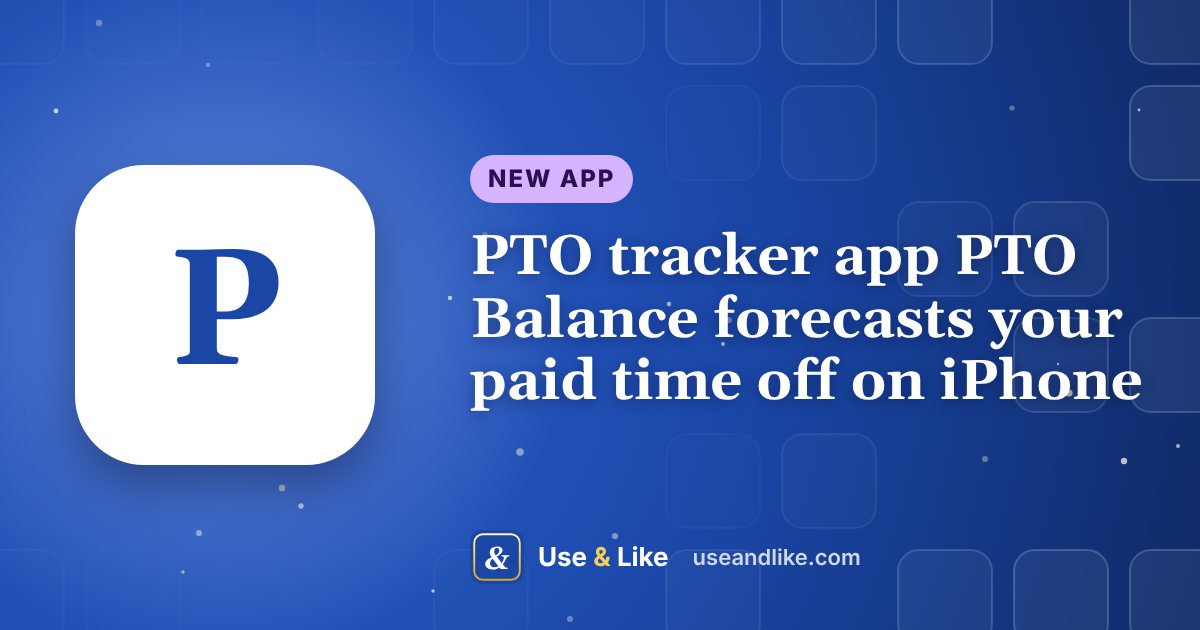 P
NEW APP
PTO tracker app PTO
Balance forecasts your
paid time off on iPhone
& Use & Like useandlike.com